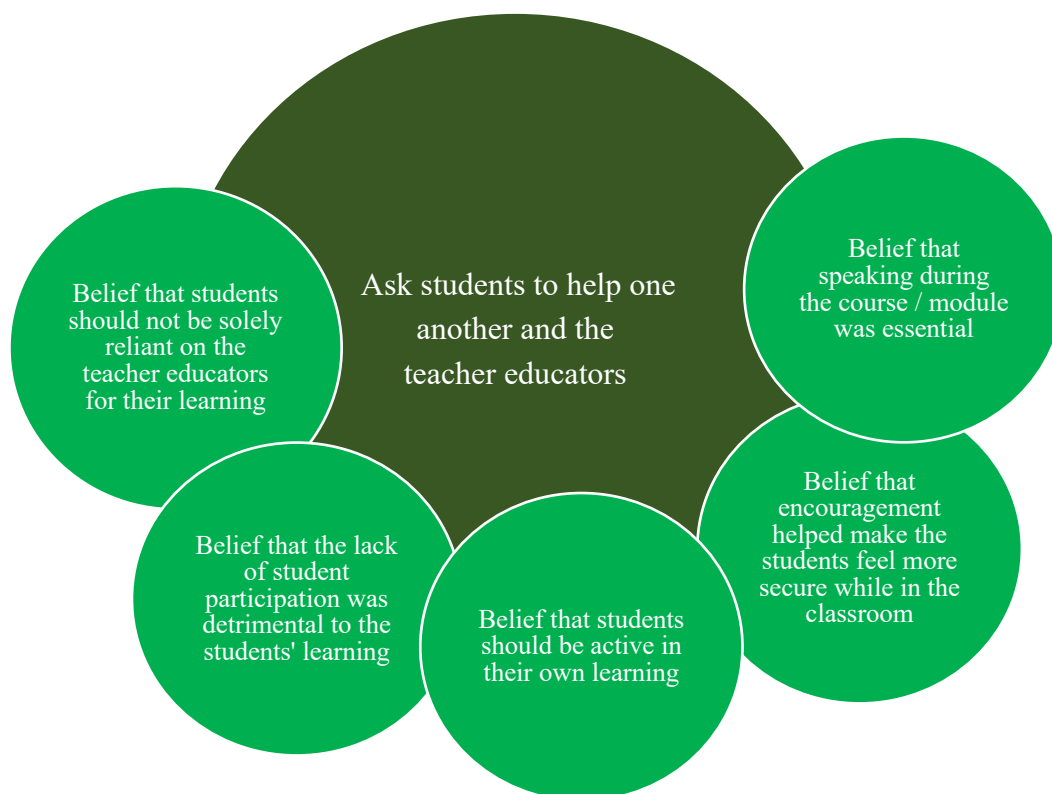 Ask students to help one
another and the
teacher educators
Belief that students
should not be solely
reliant on the
teacher educators
for their learning
Belief that the lack
of student
participation was
detrimental to the
students' learning
Belief that students
should be active in
their own learning
Belief that
encouragement
helped make the
students feel more
secure while in the
classroom
Belief that
speaking during
the course / module
was essential